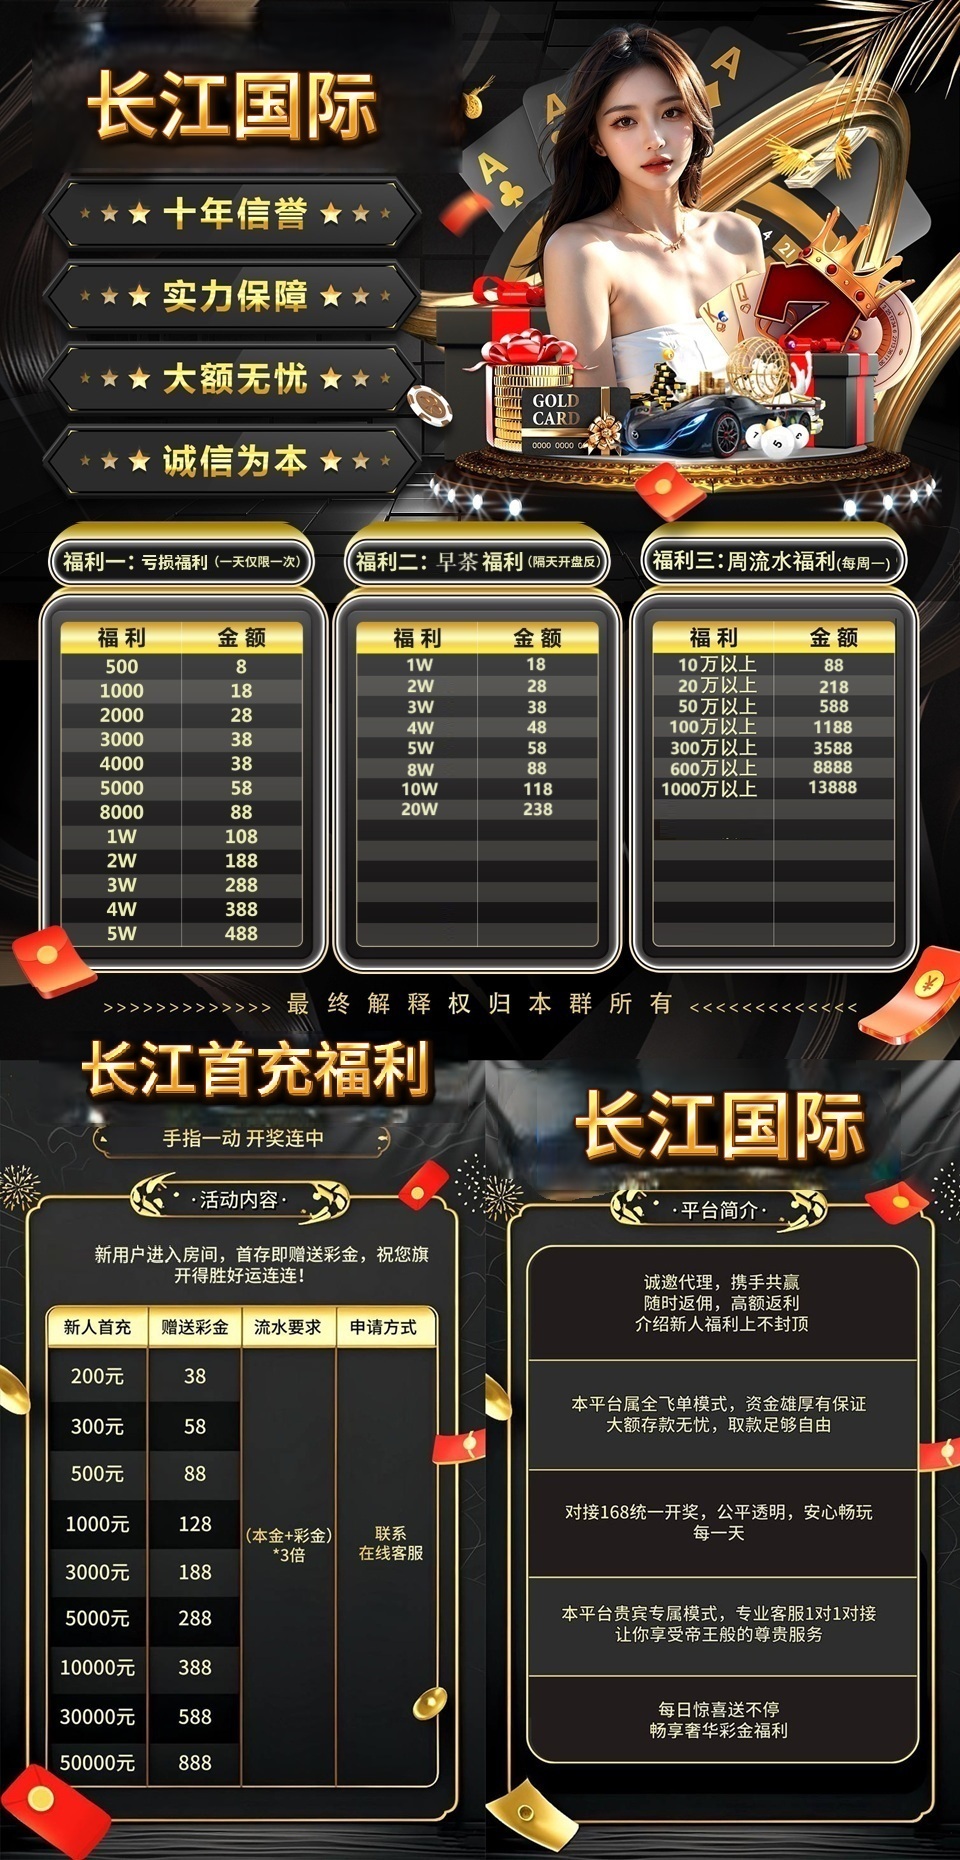 长江国际
十年信誉
实力保障
大额无忧
诚信为本
A
A
A
GOLD
CARD
0000 0000
福利一：亏损福利（一天仅限一次）
福利 金额
500 8
1000 18
2000 28
3000 38
4000 38
5000 58
8000 88
1W 108
2W 188
3W 288
4W 388
5W 488
福利二：早茶福利（隔天开盘反）
福利 金额
1W 18
2W 28
3W 38
4W 48
5W 58
8W 88
10W 118
20W 238
福利三：周流水福利(每周一)
福利 金额
10万以上 88
20万以上 218
50万以上 588
100万以上 1188
300万以上 3588
600万以上 8888
1000万以上 13888
>>>>>>>>>>>>> 最终解释权归本群所有 <<<<<<<<<<<<<
长江首充福利
手指一动 开奖连中
·活动内容·
新用户进入房间，首存即赠送彩金，祝您旗
开得胜好运连连！
新人首充 赠送彩金 流水要求 申请方式
200元 38
300元 58
500元 88
1000元 128
3000元 188
5000元 288
10000元 388
30000元 588
50000元 888
（本金+彩金）
*3倍
联系
在线客服
长江国际
·平台简介·
诚邀代理，携手共赢
随时返佣，高额返利
介绍新人福利上不封顶
本平台属全飞单模式，资金雄厚有保证
大额存款无忧，取款足够自由
对接168统一开奖，公平透明，安心畅玩
每一天
本平台贵宾专属模式，专业客服1对1对接
让你享受帝王般的尊贵服务
每日惊喜送不停
畅享奢华彩金福利